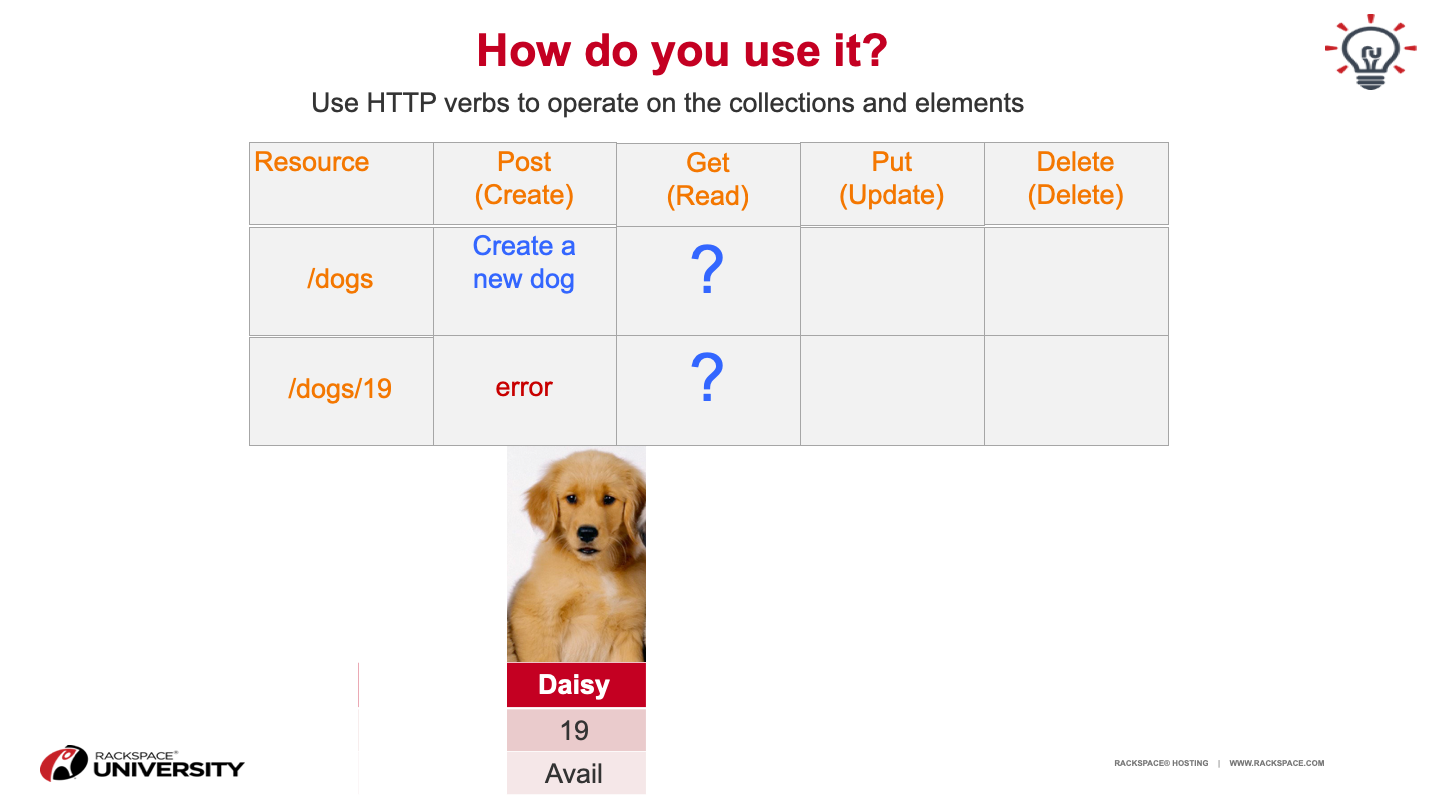 How do you use it?
Use HTTP verbs to operate on the collections and elements
Resource
Post
(Create)
Get
(Read)
Put
(Update)
Delete
(Delete)
/dogs
Create a
new dog
?
/dogs/19
error
?
Daisy
19
Avail
RACKSPACE®
UNIVERSITY
RACKSPACE® HOSTING | WWW.RACKSPACE.COM